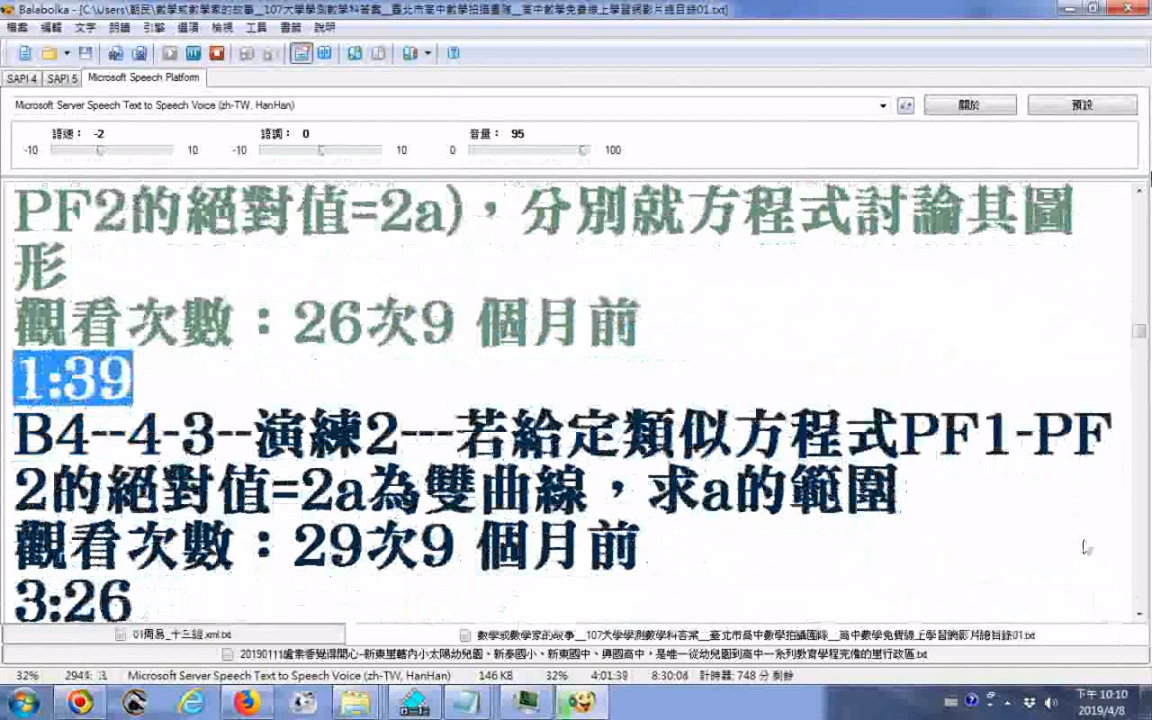 Balabolka - [C:\Users\朝民\數學或數學家的故事__107大學學測數學科答案__臺北市高中數學拍攝團隊__高中數學免費線上學習網影片總目錄01.txt]
檔案 編輯 文字 朗讀 引擎 選項 檢視 工具 書籤 說明
SAPI 4 SAPI 5 Microsoft Speech Platform
Microsoft Server Speech Text to Speech Voice (zh-TW, HanHan) 關於 預設
語速： -2 語調： 0 音量： 95
-10 10 -10 10 0 100
PF2的絕對值=2a)，分別就方程式討論其圖
形
觀看次數：26次9 個月前
1:39
B4--4-3--演練2---若給定類似方程式PF1-PF
2的絕對值=2a為雙曲線，求a的範圍
觀看次數：29次9 個月前
3:26
01周易_十三經.xml.txt 數學或數學家的故事__107大學學測數學科答案__臺北市高中數學拍攝團隊__高中數學免費線上學習網影片總目錄01.txt
新東里轄內小太陽幼兒園、新泰國小、新東國中、興國高中，是唯一從幼兒園到高中一系列教育學程完備的里行政區.txt
32% Microsoft Server Speech Text to Speech Voice (zh-TW, HanHan) 146 KB 32% 4:01:39 8:30:08 計時器: 748 分 剩餘
下午 10:10
2019/4/8